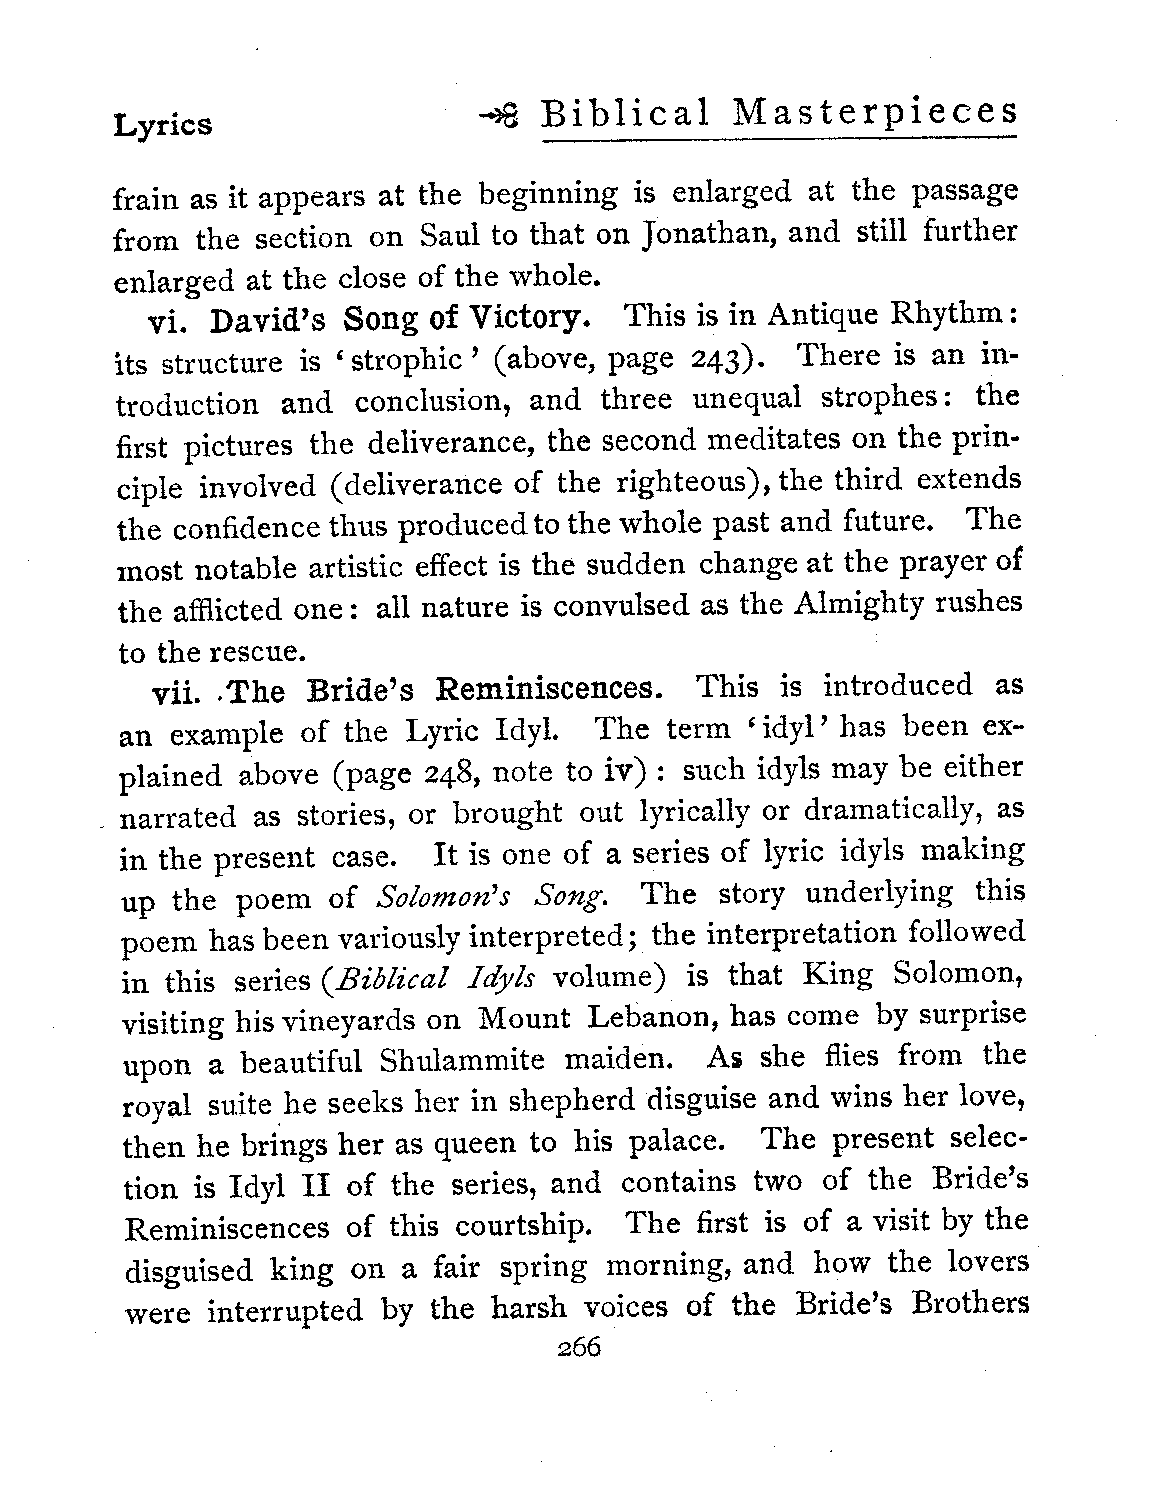 Lyrics Biblical Masterpieces
frain as it appears at the beginning is enlarged at the passage
from the section on Saul to that on Jonathan, and still further
enlarged at the close of the whole.
vi. David's Song of Victory. This is in Antique Rhythm:
its structure is ‘strophic’ (above, page 243). There is an in-
troduction and conclusion, and three unequal strophes: the
first pictures the deliverance, the second meditates on the prin-
ciple involved (deliverance of the righteous), the third extends
the confidence thus produced to the whole past and future. The
most notable artistic effect is the sudden change at the prayer of
the afflicted one: all nature is convulsed as the Almighty rushes
to the rescue.
vii. The Bride's Reminiscences. This is introduced as
an example of the Lyric Idyl. The term ‘idyl’ has been ex-
plained above (page 248, note to iv) : such idyls may be either
narrated as stories, or brought out lyrically or dramatically, as
in the present case. It is one of a series of lyric idyls making
up the poem of Solomon's Song. The story underlying this
poem has been variously interpreted; the interpretation followed
in this series (Biblical Idyls volume) is that King Solomon,
visiting his vineyards on Mount Lebanon, has come by surprise
upon a beautiful Shulammite maiden. As she flies from the
royal suite he seeks her in shepherd disguise and wins her love,
then he brings her as queen to his palace. The present selec-
tion is Idyl II of the series, and contains two of the Bride's
Reminiscences of this courtship. The first is of a visit by the
disguised king on a fair spring morning, and how the lovers
were interrupted by the harsh voices of the Bride's Brothers
266